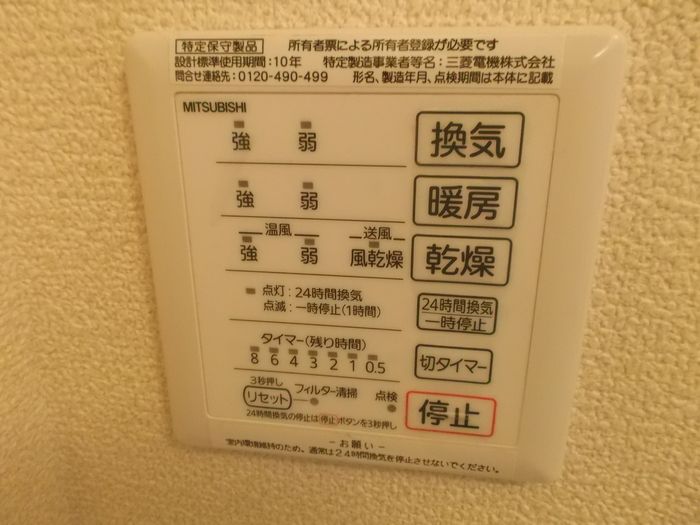 特定保守製品 所有者票による所有者登録が必要です
設計標準使用期間:10年 特定製造事業者等名:三菱電機株式会社
問合せ連絡先:0120-490-499 形名、製造年月、点検期間は本体に記載
MITSUBISHI
強 弱 換気
強 弱 暖房
温風 送風
強 弱 風乾燥 乾燥
点灯:24時間換気
点滅:一時停止(1時間)
24時間換気
一時停止
タイマー(残り時間)
8 6 4 3 2 1 0.5 切タイマー
3秒押し
リセット フィルター清掃 点検 停止
24時間換気の停止は停止ボタンを3秒押し
-お願い-
室内環境維持のため、通常は24時間換気を停止させないでください。